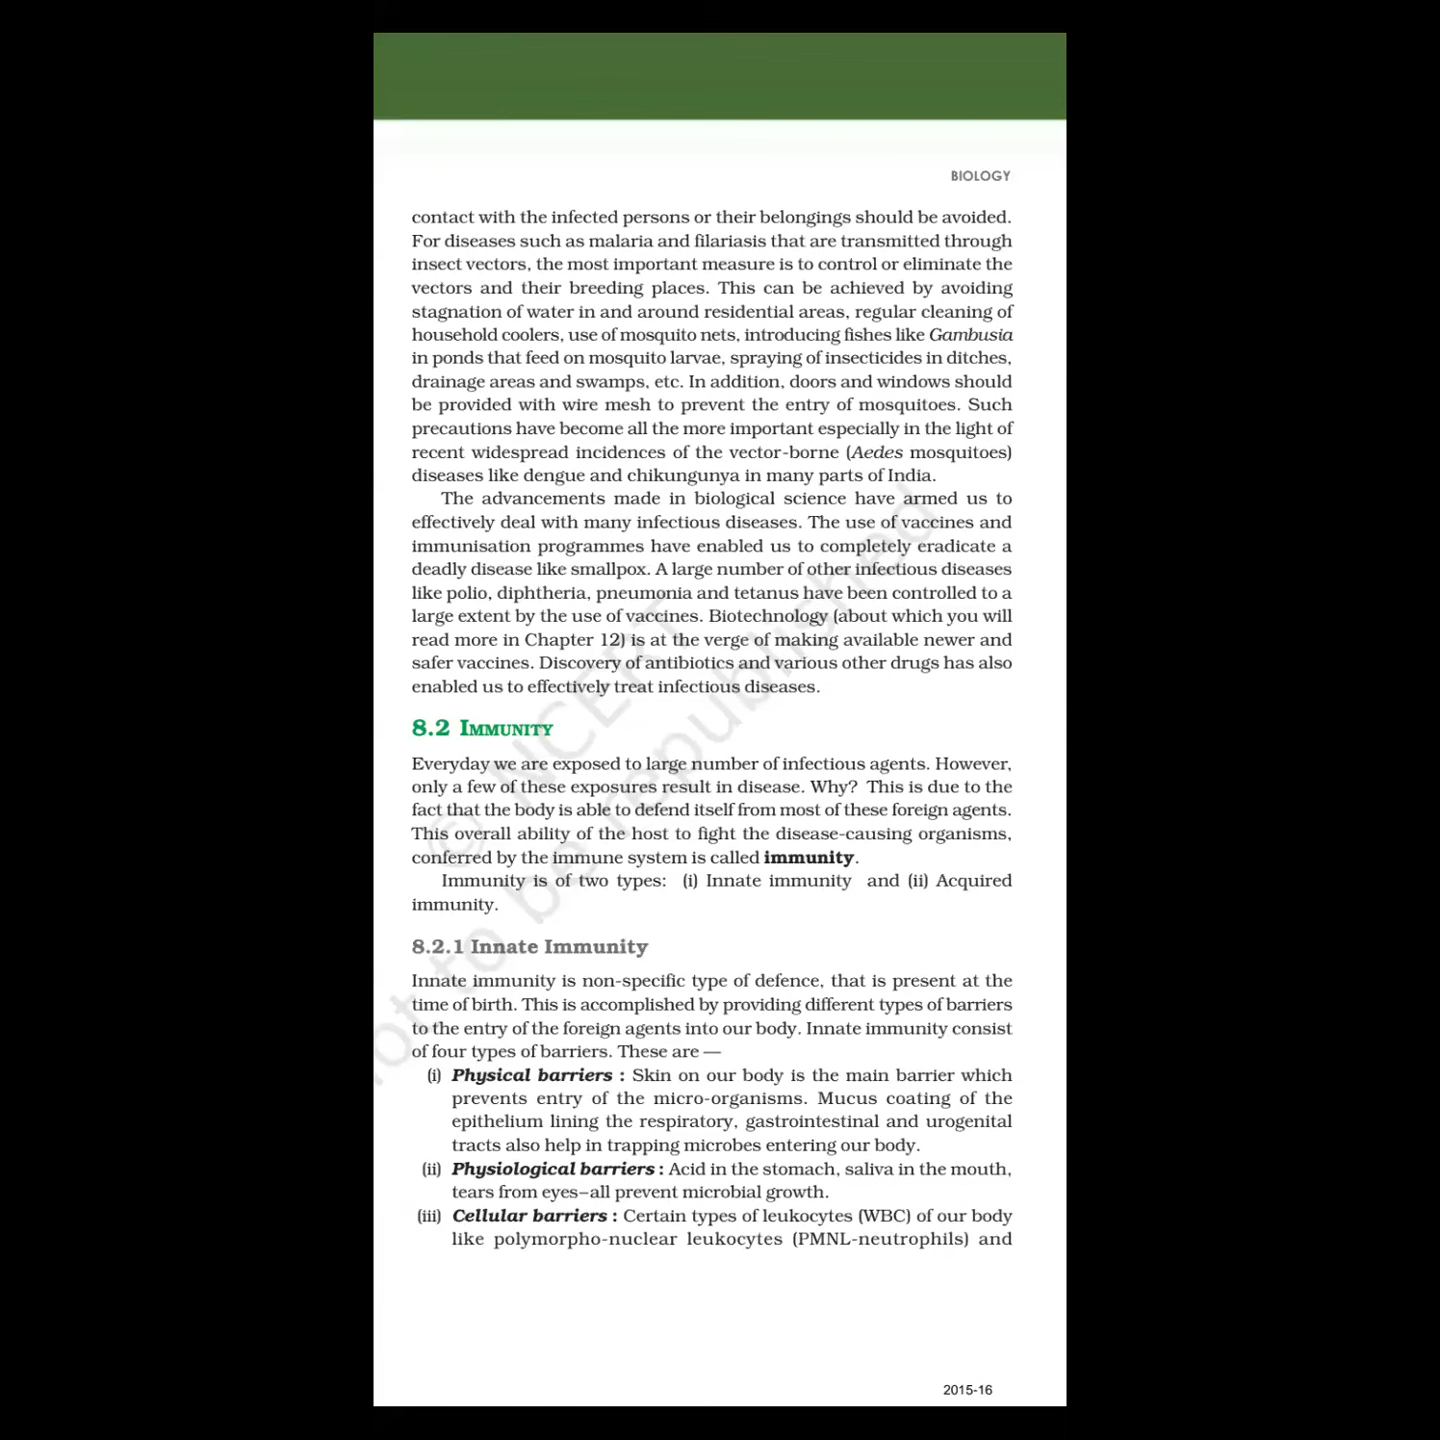 BIOLOGY
contact with the infected persons or their belongings should be avoided.
For diseases such as malaria and filariasis that are transmitted through
insect vectors, the most important measure is to control or eliminate the
vectors and their breeding places. This can be achieved by avoiding
stagnation of water in and around residential areas, regular cleaning of
household coolers, use of mosquito nets, introducing fishes like Gambusia
in ponds that feed on mosquito larvae, spraying of insecticides in ditches,
drainage areas and swamps, etc. In addition, doors and windows should
be provided with wire mesh to prevent the entry of mosquitoes. Such
precautions have become all the more important especially in the light of
recent widespread incidences of the vector-borne (Aedes mosquitoes)
diseases like dengue and chikungunya in many parts of India.
The advancements made in biological science have armed us to
effectively deal with many infectious diseases. The use of vaccines and
immunisation programmes have enabled us to completely eradicate a
deadly disease like smallpox. A large number of other infectious diseases
like polio, diphtheria, pneumonia and tetanus have been controlled to a
large extent by the use of vaccines. Biotechnology (about which you will
read more in Chapter 12) is at the verge of making available newer and
safer vaccines. Discovery of antibiotics and various other drugs has also
enabled us to effectively treat infectious diseases.
8.2 IMMUNITY
Everyday we are exposed to large number of infectious agents. However,
only a few of these exposures result in disease. Why? This is due to the
fact that the body is able to defend itself from most of these foreign agents.
This overall ability of the host to fight the disease-causing organisms,
conferred by the immune system is called immunity.
Immunity is of two types: (i) Innate immunity and (ii) Acquired
immunity.
8.2.1 Innate Immunity
Innate immunity is non-specific type of defence, that is present at the
time of birth. This is accomplished by providing different types of barriers
to the entry of the foreign agents into our body. Innate immunity consist
of four types of barriers. These are —
(i) Physical barriers : Skin on our body is the main barrier which
prevents entry of the micro-organisms. Mucus coating of the
epithelium lining the respiratory, gastrointestinal and urogenital
tracts also help in trapping microbes entering our body.
(ii) Physiological barriers : Acid in the stomach, saliva in the mouth,
tears from eyes–all prevent microbial growth.
(iii) Cellular barriers : Certain types of leukocytes (WBC) of our body
like polymorpho-nuclear leukocytes (PMNL-neutrophils) and
© NCERT
not to be republished
2015-16